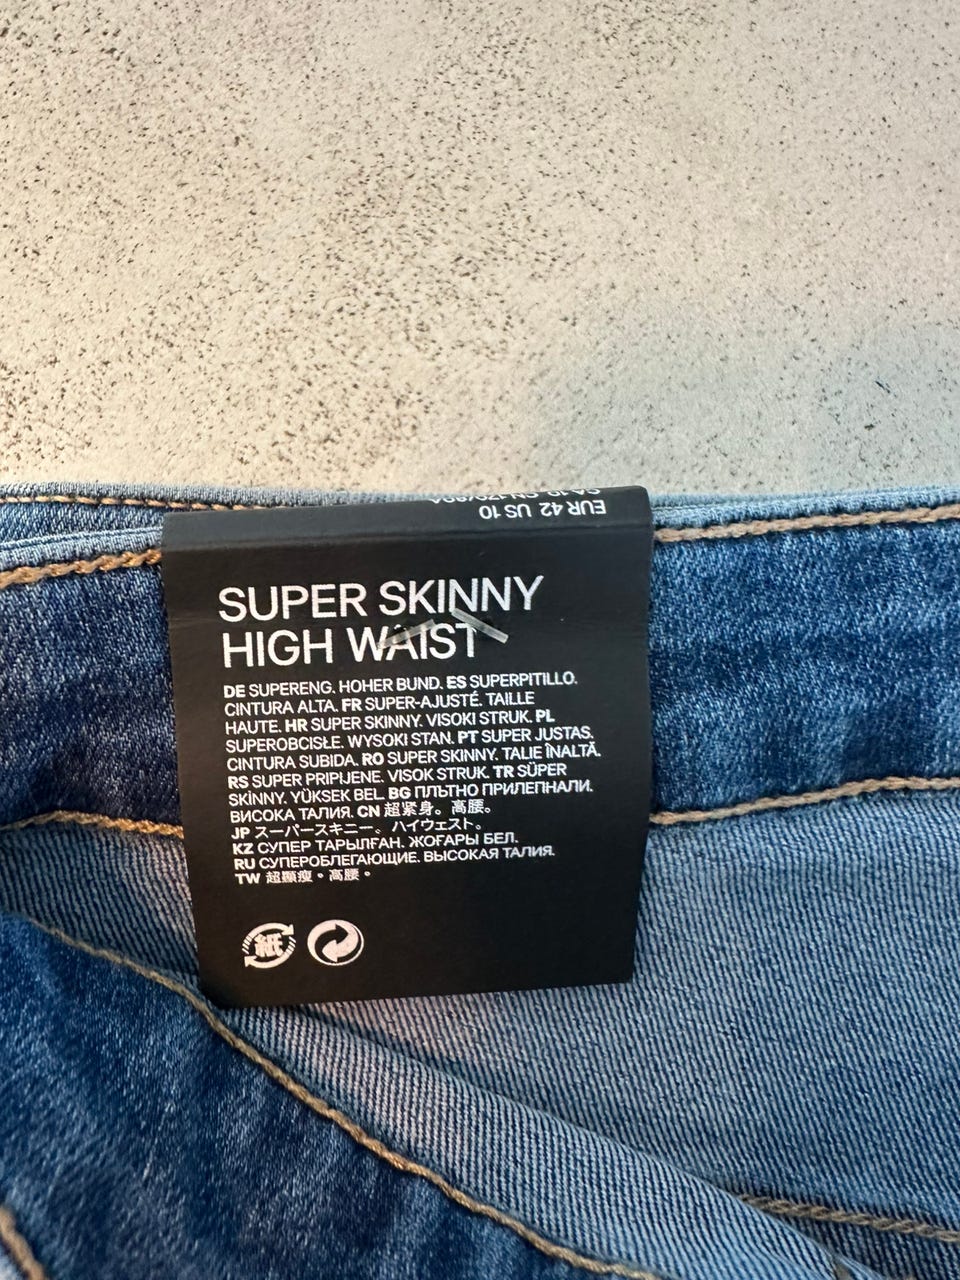 EUR 42 US 10
SUPER SKINNY
HIGH WAIST
DE SUPERENG. HOHER BUND. ES SUPERPITILLO.
CINTURA ALTA. FR SUPER-AJUSTÉ. TAILLE
HAUTE. HR SUPER SKINNY. VISOKI STRUK. PL
SUPEROBCISŁE. WYSOKI STAN. PT SUPER JUSTAS.
CINTURA SUBIDA. RO SUPER SKINNY. TALIE ÎNALTĂ.
RS SUPER PRIPIJENE. VISOK STRUK. TR SÜPER
SKİNNY. YÜKSEK BEL. BG ПЛЪТНО ПРИЛЕПНАЛИ.
ВИСОКА ТАЛИЯ. CN 超紧身。高腰。
JP スーパースキニー。ハイウェスト。
KZ СУПЕР ТАРЫЛҒАН. ЖОҒАРЫ БЕЛ.
RU СУПЕРОБЛЕГАЮЩИЕ. ВЫСОКАЯ ТАЛИЯ.
TW 超顯瘦。高腰。
紙